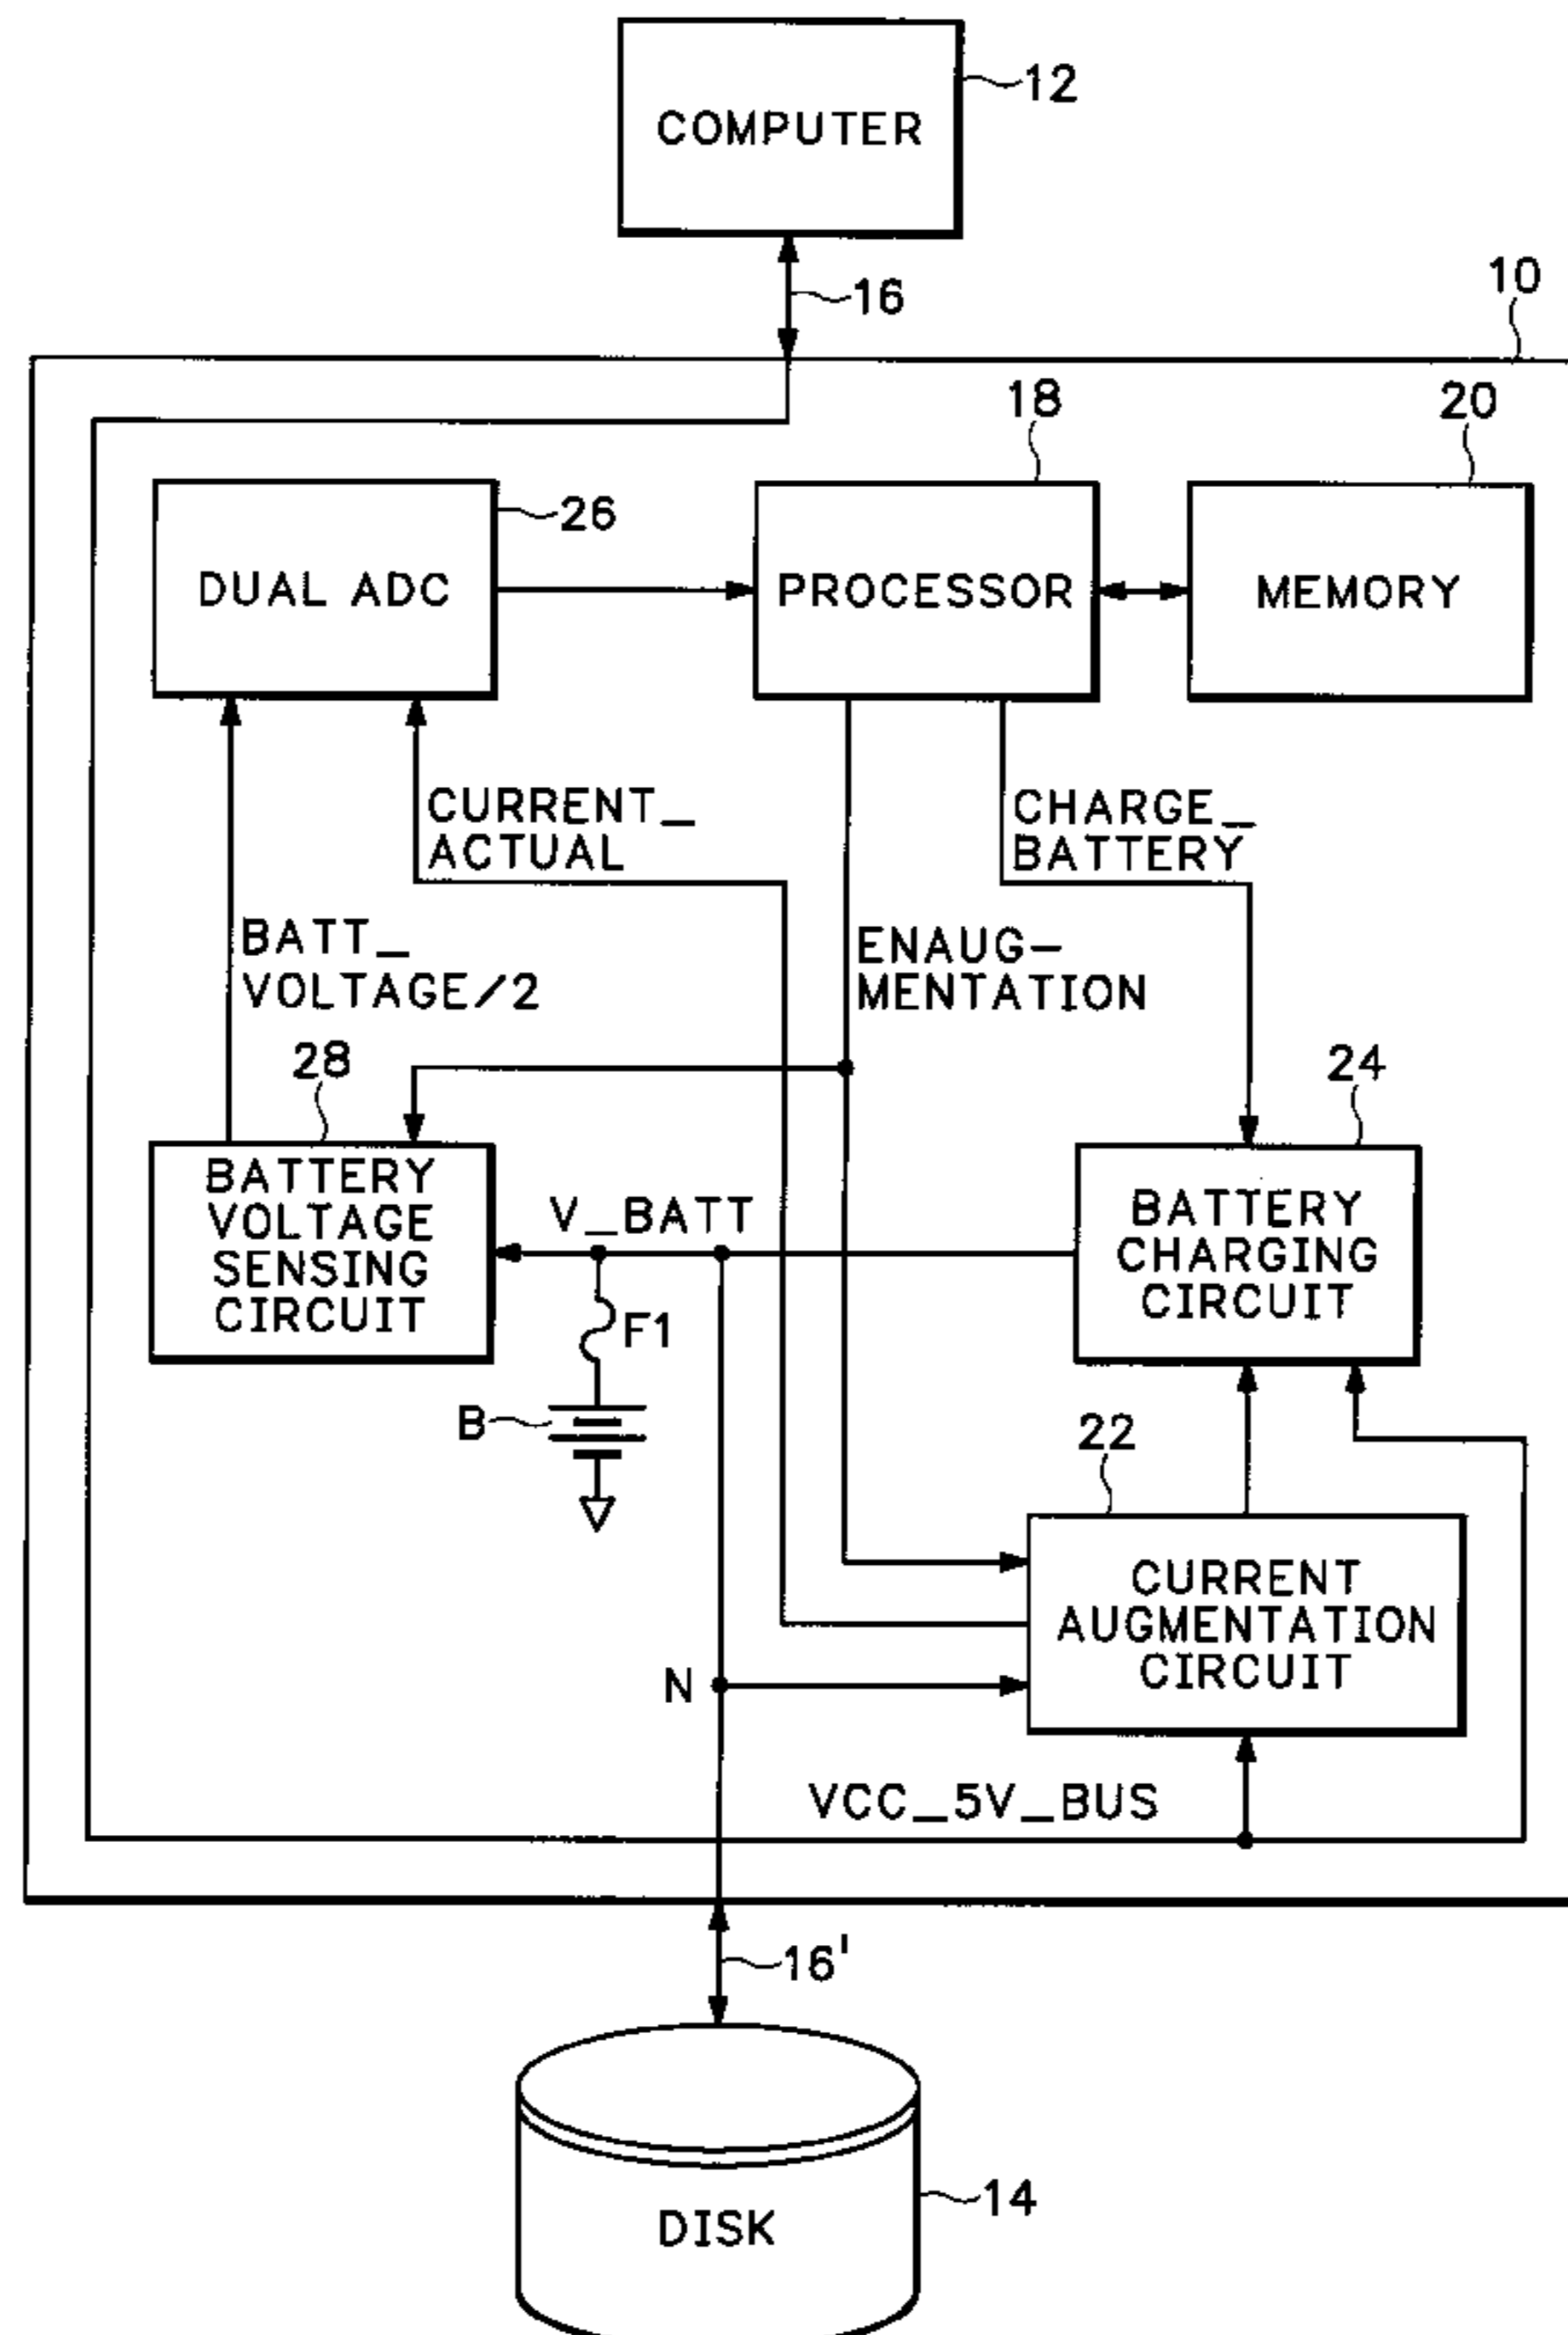 COMPUTER
12
16
10
18
20
26
DUAL ADC
PROCESSOR
MEMORY
CURRENT_
ACTUAL
CHARGE_
BATTERY
BATT_
VOLTAGE/2
ENAUG-
MENTATION
28
24
BATTERY
VOLTAGE
SENSING
CIRCUIT
V_BATT
BATTERY
CHARGING
CIRCUIT
F1
B
22
CURRENT
AUGMENTATION
CIRCUIT
N
VCC_5V_BUS
16'
14
DISK